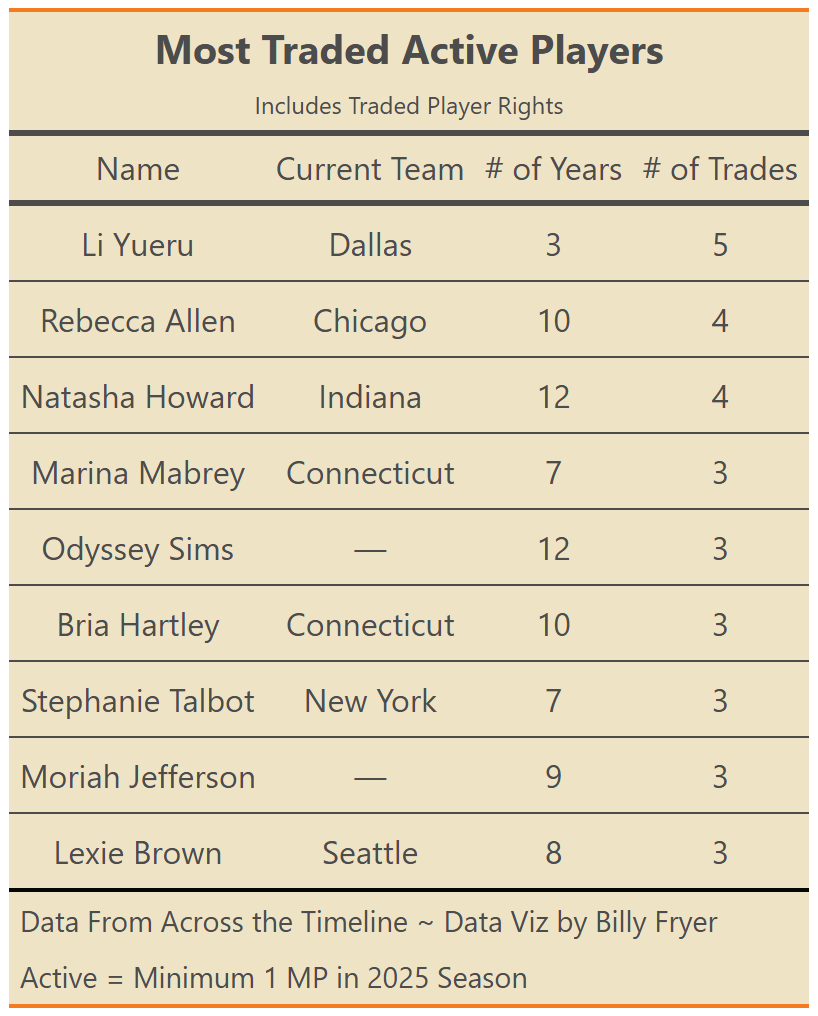 Most Traded Active Players
Includes Traded Player Rights
Name Current Team # of Years # of Trades
Li Yueru Dallas 3 5
Rebecca Allen Chicago 10 4
Natasha Howard Indiana 12 4
Marina Mabrey Connecticut 7 3
Odyssey Sims — 12 3
Bria Hartley Connecticut 10 3
Stephanie Talbot New York 7 3
Moriah Jefferson — 9 3
Lexie Brown Seattle 8 3
Data From Across the Timeline ~ Data Viz by Billy Fryer
Active = Minimum 1 MP in 2025 Season